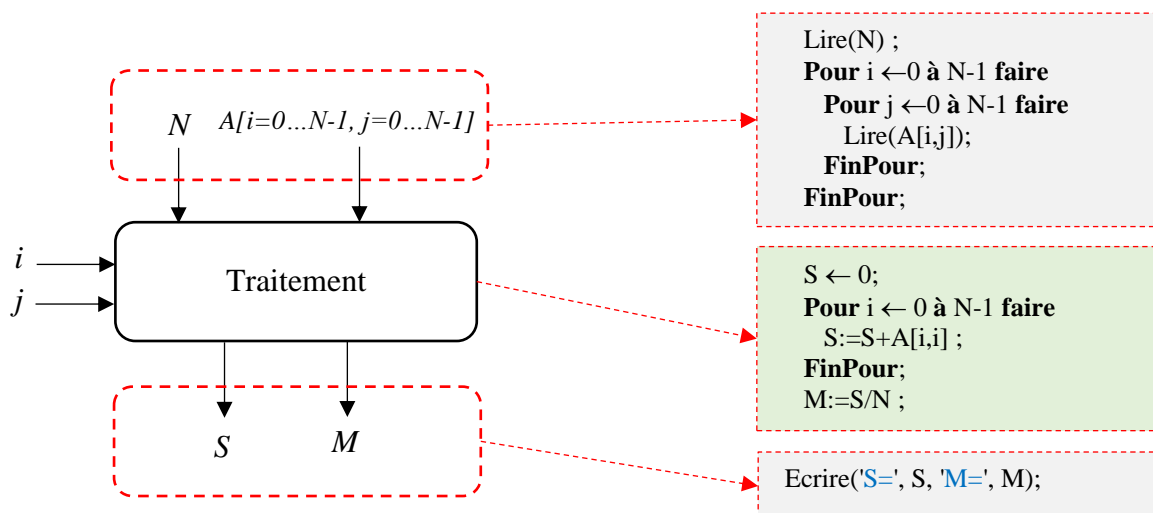 N A[i=0…N-1, j=0…N-1]
i
j
Traitement
S M
Lire(N) ;
Pour i ←0 à N-1 faire
Pour j ←0 à N-1 faire
Lire(A[i,j]);
FinPour;
FinPour;
S ← 0;
Pour i ← 0 à N-1 faire
S:=S+A[i,i] ;
FinPour;
M:=S/N ;
Ecrire('S=', S, 'M=', M);